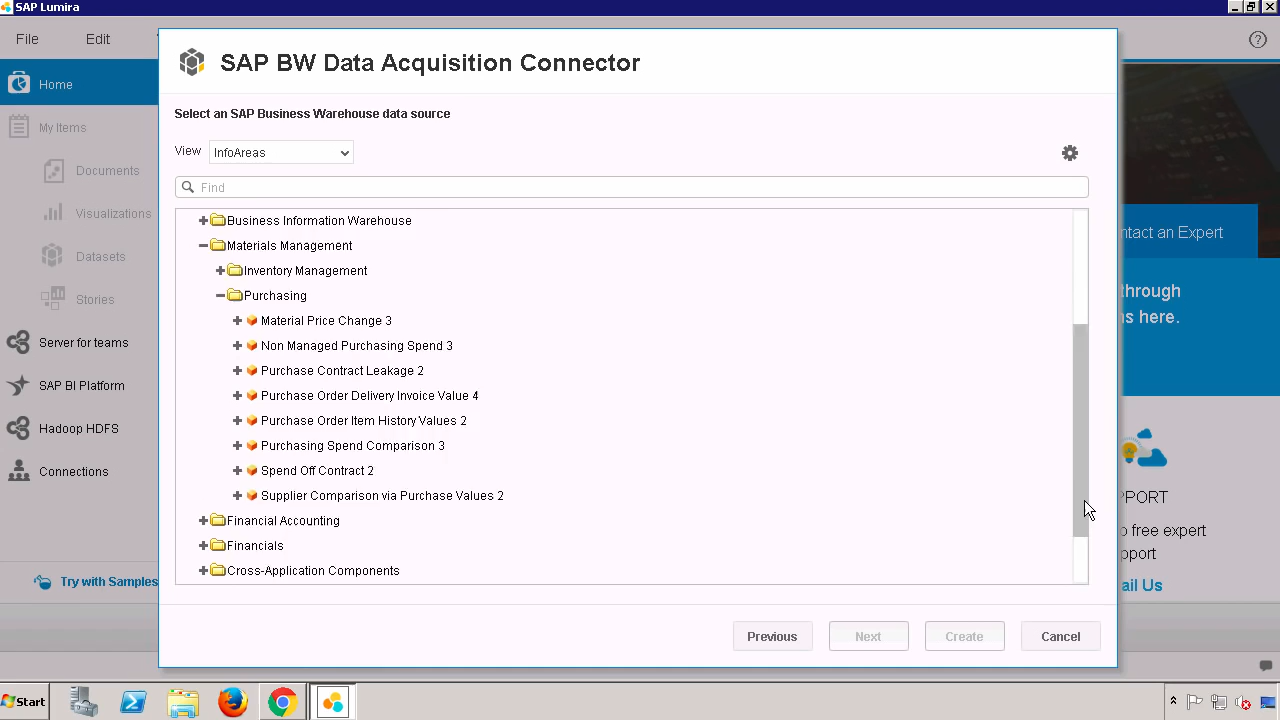 SAP Lumira
File Edit
Home
My Items
Documents
Visualizations
Datasets
Stories
Server for teams
SAP BI Platform
Hadoop HDFS
Connections
Try with Samples
SAP BW Data Acquisition Connector
Select an SAP Business Warehouse data source
View InfoAreas
Find
Business Information Warehouse
Materials Management
Inventory Management
Purchasing
Material Price Change 3
Non Managed Purchasing Spend 3
Purchase Contract Leakage 2
Purchase Order Delivery Invoice Value 4
Purchase Order Item History Values 2
Purchasing Spend Comparison 3
Spend Off Contract 2
Supplier Comparison via Purchase Values 2
Financial Accounting
Financials
Cross-Application Components
Previous Next Create Cancel
ntact an Expert
through
s here.
PPORT
o free expert
pport
ail Us
Start